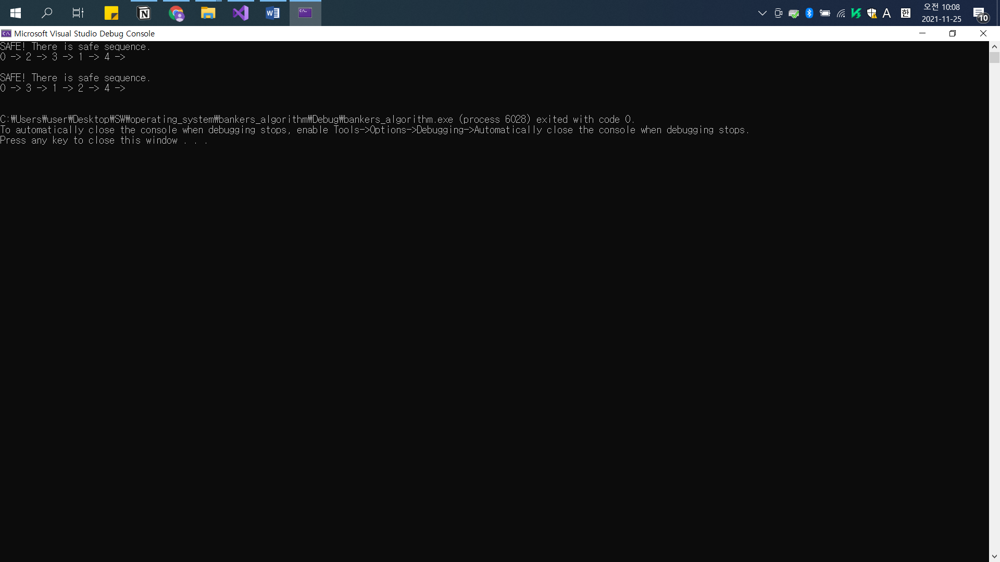 오전 10:08
A
한
2021-11-25
10
Microsoft Visual Studio Debug Console
SAFE! There is safe sequence.
0 -> 2 -> 3 -> 1 -> 4 ->
SAFE! There is safe sequence.
0 -> 3 -> 1 -> 2 -> 4 ->
C:₩Users₩user₩Desktop₩SW₩operating_system₩bankers_algorithm₩Debug₩bankers_algorithm.exe (process 6028) exited with code 0.
To automatically close the console when debugging stops, enable Tools->Options->Debugging->Automatically close the console when debugging stops.
Press any key to close this window . . .